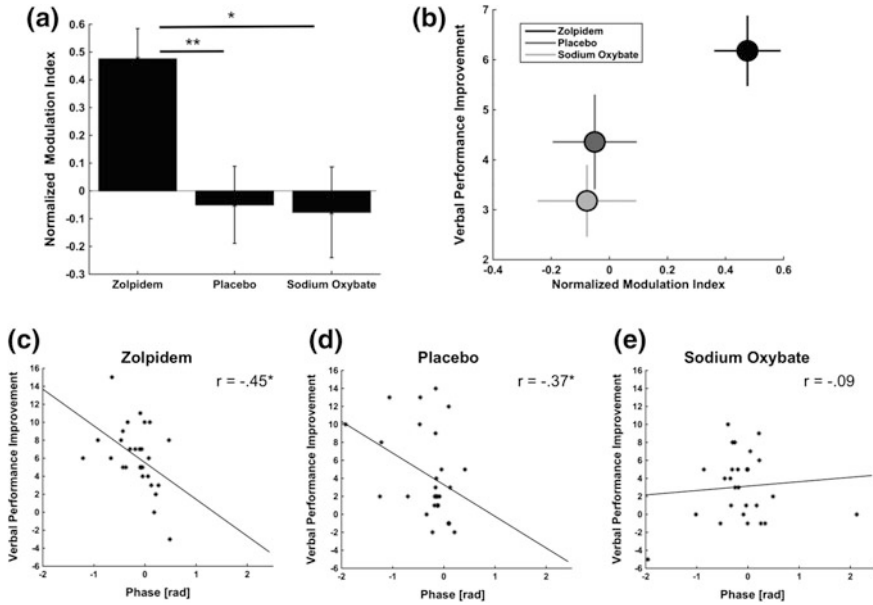 (a)
Normalized Modulation Index
0.6
0.5
0.4
0.3
0.2
0.1
0
-0.1
-0.2
-0.3
*
**
Zolpidem Placebo Sodium Oxybate
(b)
Verbal Performance Improvement
7
6
5
4
3
2
Zolpidem
Placebo
Sodium Oxybate
-0.4 -0.2 0 0.2 0.4 0.6 0.8
Normalized Modulation Index
(c)
Zolpidem
r = -.45*
Verbal Performance Improvement
16
14
12
10
8
6
4
2
0
-2
-4
-6
-2 -1 0 1 2
Phase [rad]
(d)
Placebo
r = -.37*
Verbal Performance Improvement
16
14
12
10
8
6
4
2
0
-2
-4
-6
-2 -1 0 1 2
Phase [rad]
(e)
Sodium Oxybate
r = -.09
Verbal Performance Improvement
16
14
12
10
8
6
4
2
0
-2
-4
-6
-2 -1 0 1 2
Phase [rad]